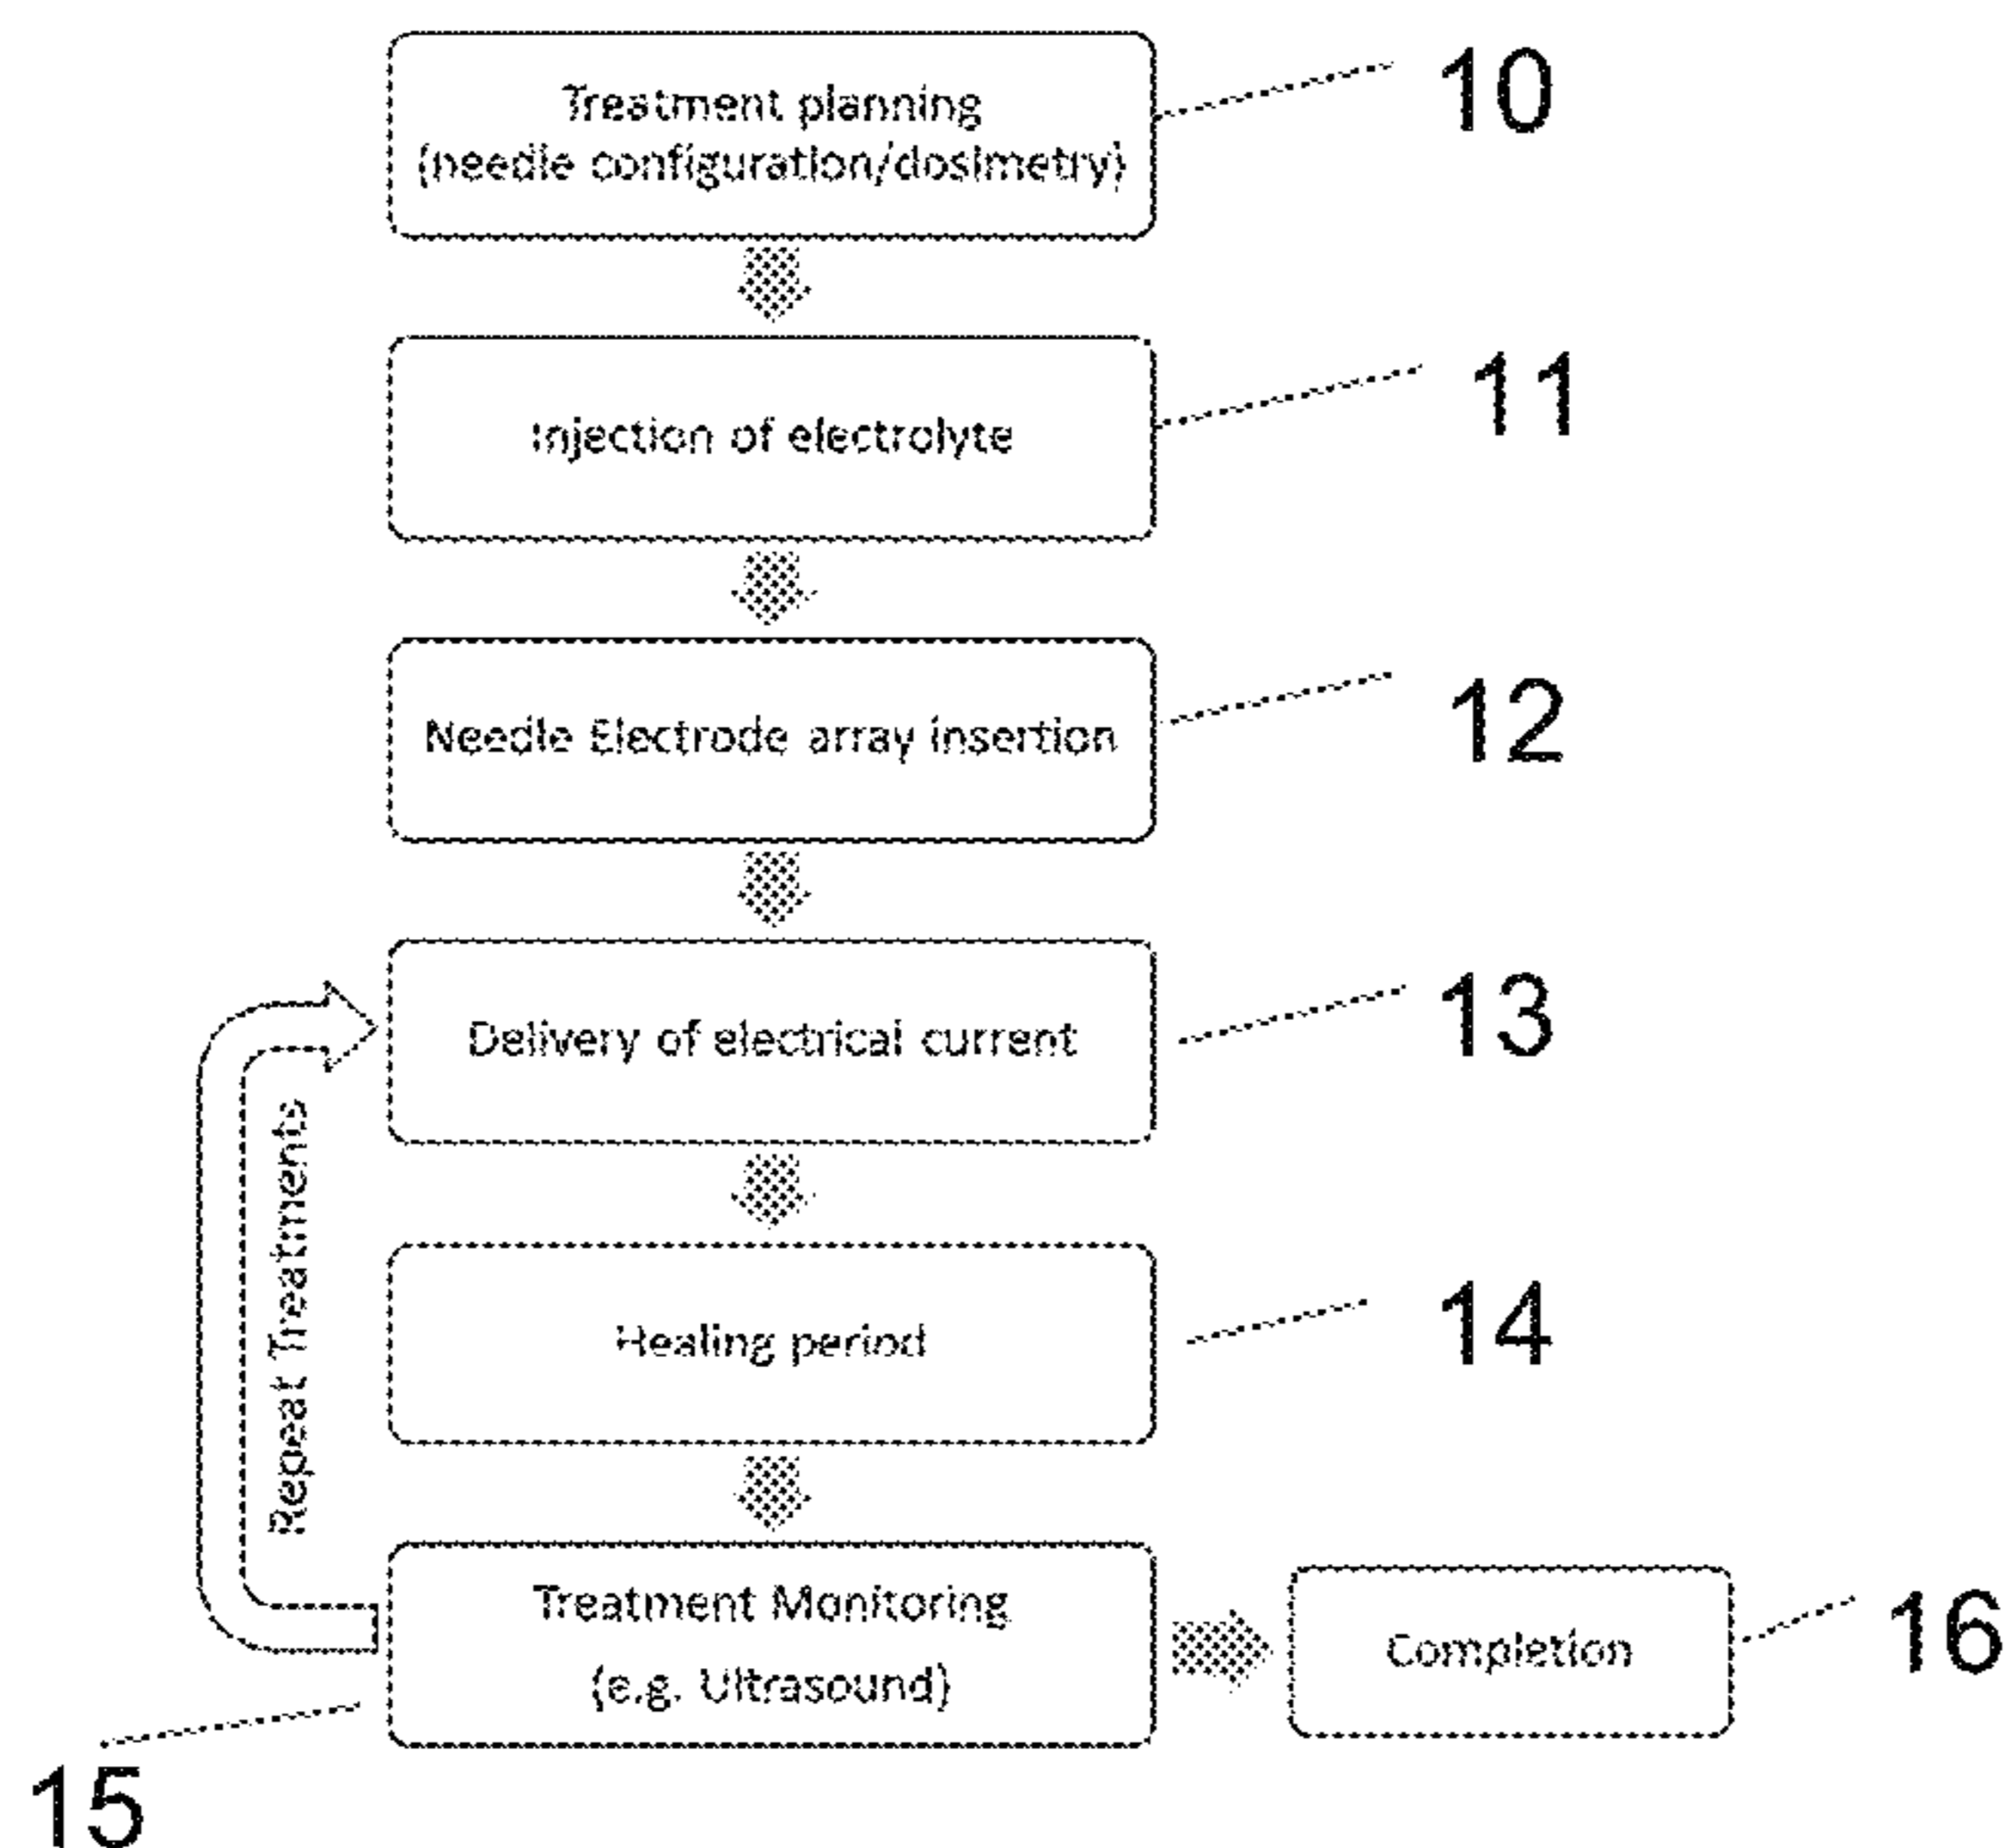 Treatment planning
(needle configuration/dosimetry)
10
Injection of electrolyte
11
Needle Electrode array insertion
12
Delivery of electrical current
13
Repeat Treatments
Healing period
14
Treatment Monitoring
(e.g. Ultrasound)
15
Completion
16